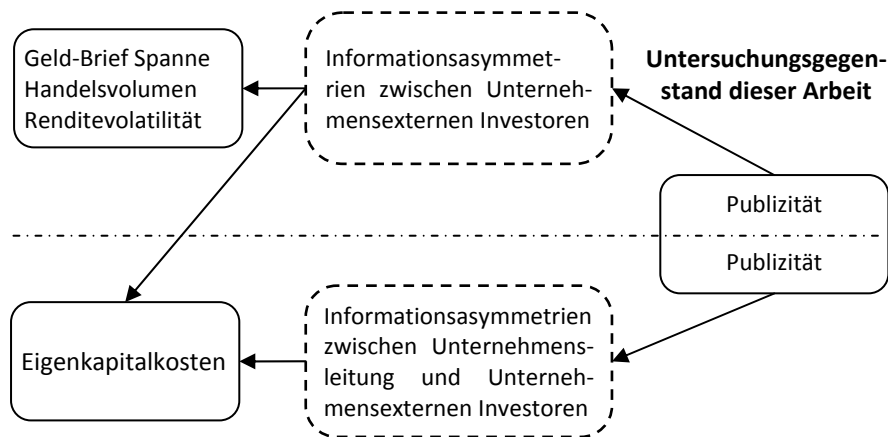 Geld-Brief Spanne
Handelsvolumen
Renditevolatilität
Informationsasymmet-
rien zwischen Unterneh-
mensexternen Investoren
Untersuchungsgegen-
stand dieser Arbeit
Publizität
Publizität
Eigenkapitalkosten
Informationsasymmetrien
zwischen Unternehmens-
leitung und Unterneh-
mensexternen Investoren